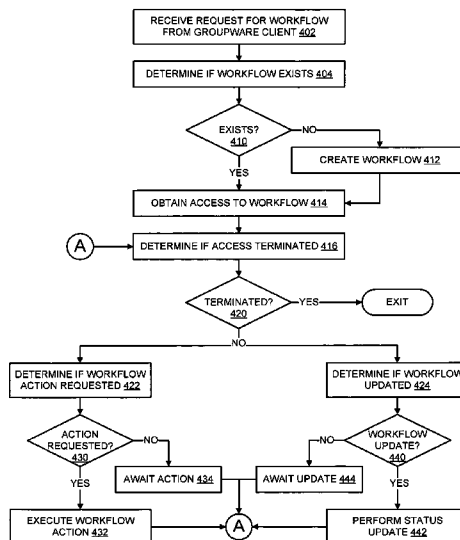 RECEIVE REQUEST FOR WORKFLOW
FROM GROUPWARE CLIENT 402
DETERMINE IF WORKFLOW EXISTS 404
EXISTS?
410
NO
YES
CREATE WORKFLOW 412
OBTAIN ACCESS TO WORKFLOW 414
A
DETERMINE IF ACCESS TERMINATED 416
TERMINATED?
420
YES
EXIT
NO
DETERMINE IF WORKFLOW
ACTION REQUESTED 422
DETERMINE IF WORKFLOW
UPDATED 424
ACTION
REQUESTED?
430
NO
YES
WORKFLOW
UPDATE?
440
NO
YES
AWAIT ACTION 434
AWAIT UPDATE 444
EXECUTE WORKFLOW
ACTION 432
A
PERFORM STATUS
UPDATE 442